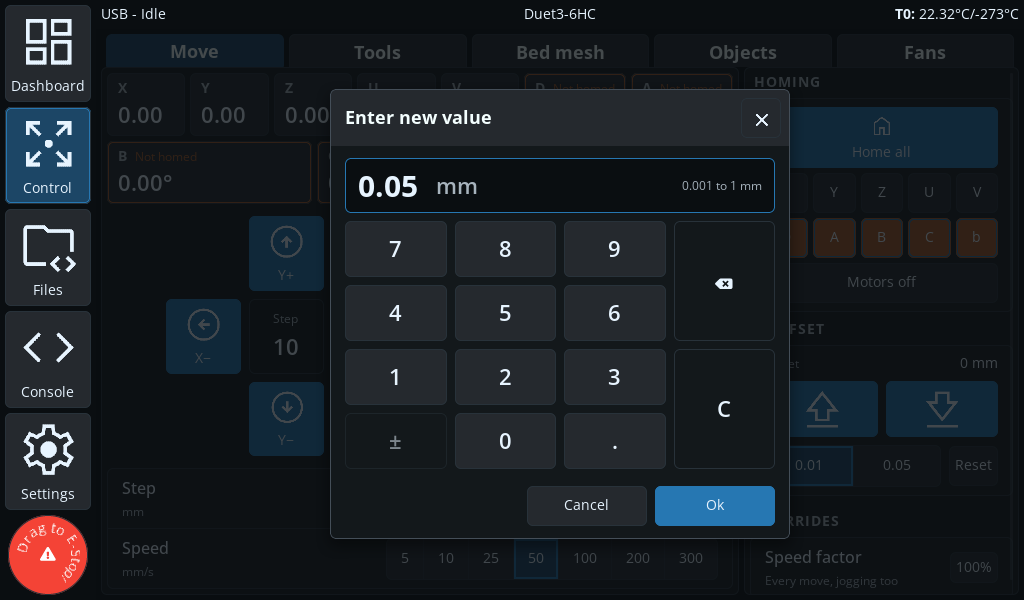 USB - Idle
Duet3-6HC
T0: 22.32°C/-273°C
Dashboard
Control
Files
Console
Settings
Drag to E-Stop!
Move
Tools
Bed mesh
Objects
Fans
X
0.00
Y
0.00
Z
0.00
B Not homed
0.00°
Y+
X−
Step
10
Y−
Step
mm
Speed
mm/s
5 10 25 50 100 200 300
Enter new value
0.05 mm
0.001 to 1 mm
7 8 9
4 5 6
1 2 3
C
± 0 .
Cancel
Ok
HOMING
Home all
Y Z U V
A B C b
Motors off
0 mm
0.01
0.05
Reset
Speed factor
Every move, jogging too
100%